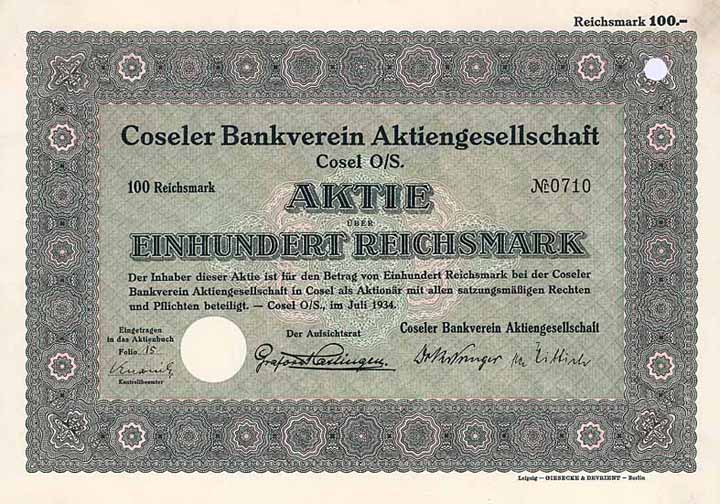 Reichsmark 100.-
Coseler Bankverein Aktiengesellschaft
Cosel O/S.
100 Reichsmark
AKTIE
№ 0710
ÜBER
EINHUNDERT REICHSMARK
Der Inhaber dieser Aktie ist für den Betrag von Einhundert Reichsmark bei der Coseler
Bankverein Aktiengesellschaft in Cosel als Aktionär mit allen satzungsmäßigen Rechten
und Pflichten beteiligt. — Cosel O/S., im Juli 1934.
Eingetragen
in das Aktienbuch
Folio 15
Kontrollbeamter
Der Aufsichtsrat
Coseler Bankverein Aktiengesellschaft
Leipzig — GIESECKE & DEVRIENT — Berlin